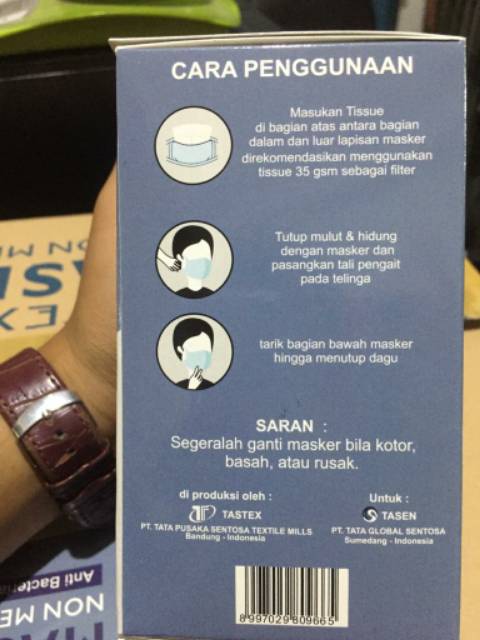 CARA PENGGUNAAN
Masukan Tissue
di bagian atas antara bagian
dalam dan luar lapisan masker
direkomendasikan menggunakan
tissue 35 gsm sebagai filter
Tutup mulut & hidung
dengan masker dan
pasangkan tali pengait
pada telinga
tarik bagian bawah masker
hingga menutup dagu
SARAN :
Segeralah ganti masker bila kotor,
basah, atau rusak.
di produksi oleh :
TASTEX
PT. TATA PUSAKA SENTOSA TEXTILE MILLS
Bandung - Indonesia
Untuk :
TASEN
PT. TATA GLOBAL SENTOSA
Sumedang - Indonesia
8997029809665
NON ME
Anti Bacteria
NON ME